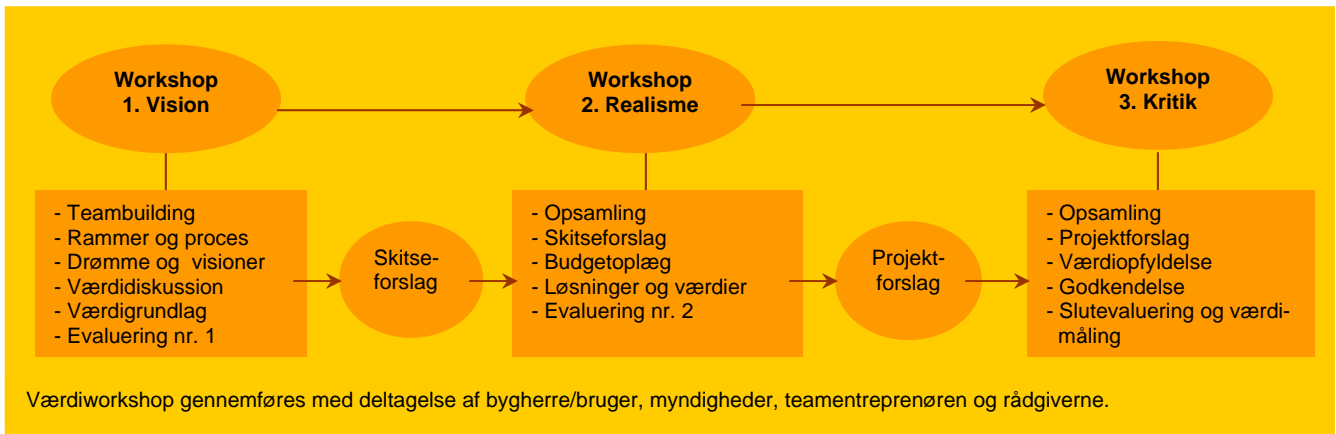 Workshop
1. Vision
Workshop
2. Realisme
Workshop
3. Kritik
- Teambuilding
- Rammer og proces
- Drømme og visioner
- Værdidiskussion
- Værdigrundlag
- Evaluering nr. 1
Skitse-
forslag
- Opsamling
- Skitseforslag
- Budgetoplæg
- Løsninger og værdier
- Evaluering nr. 2
Projekt-
forslag
- Opsamling
- Projektforslag
- Værdiopfyldelse
- Godkendelse
- Slutevaluering og værdi-
måling
Værdiworkshop gennemføres med deltagelse af bygherre/bruger, myndigheder, teamentreprenøren og rådgiverne.